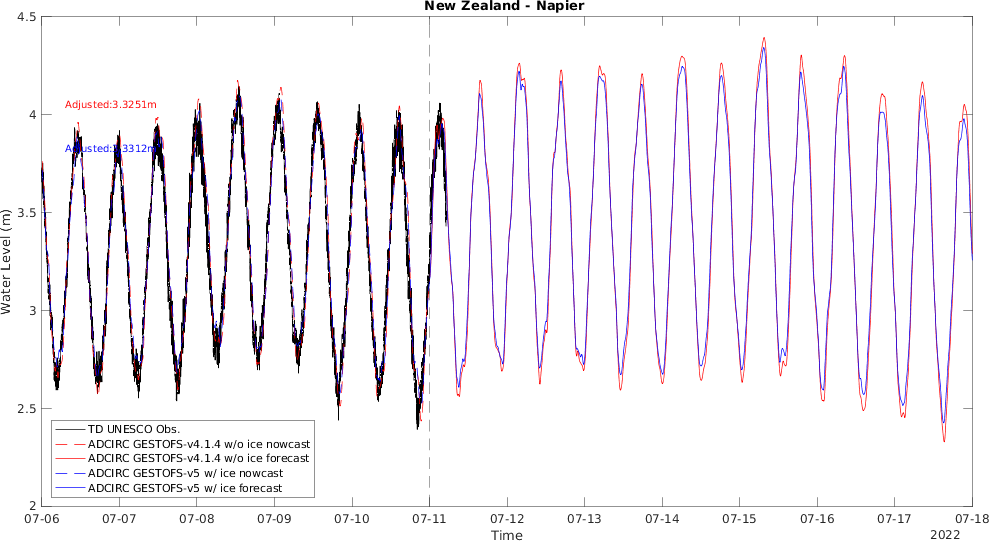 New Zealand - Napier
4.5
4
3.5
3
2.5
2
Water Level (m)
Adjusted:3.3251m
Adjusted:3.3312m
TD UNESCO Obs.
ADCIRC GESTOFS-v4.1.4 w/o ice nowcast
ADCIRC GESTOFS-v4.1.4 w/o ice forecast
ADCIRC GESTOFS-v5 w/ ice nowcast
ADCIRC GESTOFS-v5 w/ ice forecast
07-06 07-07 07-08 07-09 07-10 07-11 07-12 07-13 07-14 07-15 07-16 07-17 07-18
Time
2022